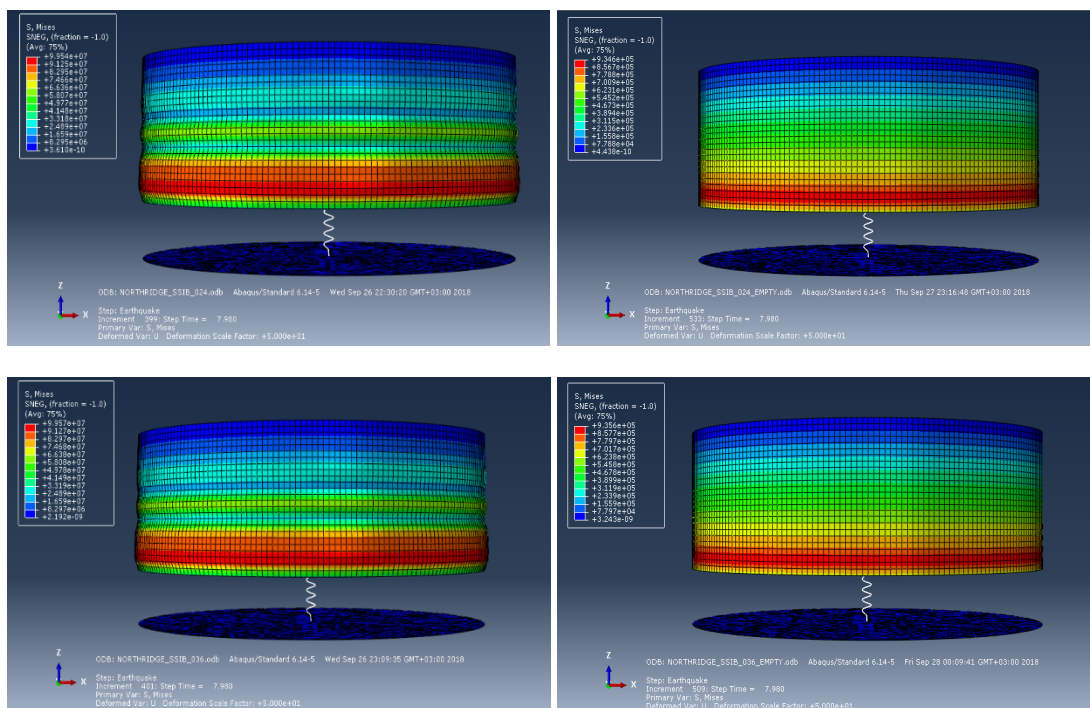 S, Mises
SNEG, (fraction = -1.0)
(Avg: 75%)
+9.954e+07
+9.125e+07
+8.295e+07
+7.466e+07
+6.636e+07
+5.807e+07
+4.977e+07
+4.148e+07
+3.318e+07
+2.489e+07
+1.659e+07
+8.295e+06
+3.610e-10
Z
X
ODB: NORTHRIDGE_SSIB_024.odb Abaqus/Standard 6.14-5 Wed Sep 26 22:30:20 GMT+03:00 2018
Step: Earthquake
Increment 399: Step Time = 7.980
Primary Var: S, Mises
Deformed Var: U Deformation Scale Factor: +5.000e+01
S, Mises
SNEG, (fraction = -1.0)
(Avg: 75%)
+9.346e+05
+8.567e+05
+7.788e+05
+7.009e+05
+6.231e+05
+5.452e+05
+4.673e+05
+3.894e+05
+3.115e+05
+2.336e+05
+1.558e+05
+7.788e+04
+4.438e-10
Z
X
ODB: NORTHRIDGE_SSIB_024_EMPTY.odb Abaqus/Standard 6.14-5 Thu Sep 27 23:16:48 GMT+03:00 2018
Step: Earthquake
Increment 533: Step Time = 7.980
Primary Var: S, Mises
Deformed Var: U Deformation Scale Factor: +5.000e+01
S, Mises
SNEG, (fraction = -1.0)
(Avg: 75%)
+9.957e+07
+9.127e+07
+8.297e+07
+7.468e+07
+6.638e+07
+5.808e+07
+4.978e+07
+4.149e+07
+3.319e+07
+2.489e+07
+1.659e+07
+8.297e+06
+2.192e-09
Z
X
ODB: NORTHRIDGE_SSIB_036.odb Abaqus/Standard 6.14-5 Wed Sep 26 23:09:35 GMT+03:00 2018
Step: Earthquake
Increment 401: Step Time = 7.980
Primary Var: S, Mises
Deformed Var: U Deformation Scale Factor: +5.000e+01
S, Mises
SNEG, (fraction = -1.0)
(Avg: 75%)
+9.356e+05
+8.577e+05
+7.797e+05
+7.017e+05
+6.238e+05
+5.458e+05
+4.678e+05
+3.899e+05
+3.119e+05
+2.339e+05
+1.559e+05
+7.797e+04
+3.243e-09
Z
X
ODB: NORTHRIDGE_SSIB_036_EMPTY.odb Abaqus/Standard 6.14-5 Fri Sep 28 00:09:41 GMT+03:00 2018
Step: Earthquake
Increment 509: Step Time = 7.980
Primary Var: S, Mises
Deformed Var: U Deformation Scale Factor: +5.000e+01